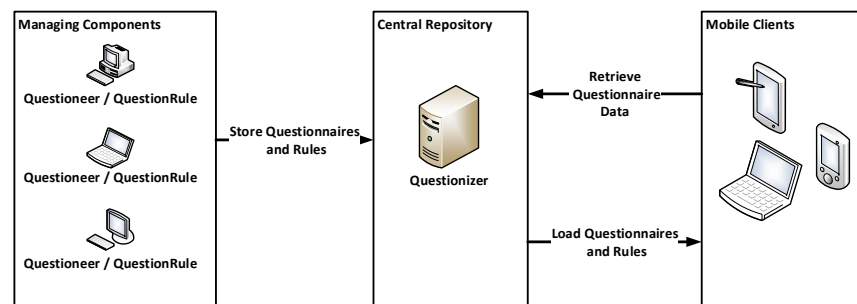 Managing Components
Questioneer / QuestionRule
Questioneer / QuestionRule
Questioneer / QuestionRule
Store Questionnaires
and Rules
Central Repository
Questionizer
Retrieve
Questionnaire
Data
Load Questionnaires
and Rules
Mobile Clients